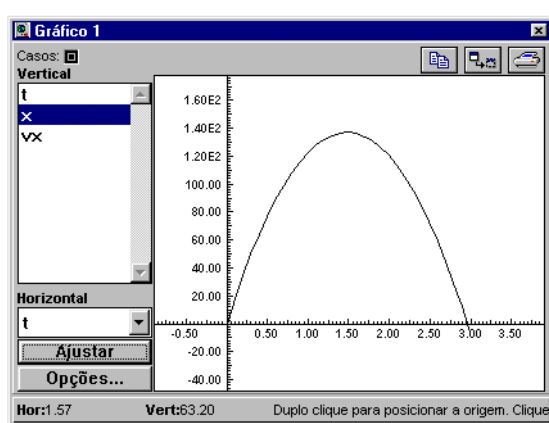 Gráfico 1
Casos:
Vertical
t
x
vx
Horizontal
t
Ajustar
Opções...
1.60E2
1.40E2
1.20E2
100.00
80.00
60.00
40.00
20.00
-0.50 0.50 1.00 1.50 2.00 2.50 3.00 3.50
-20.00
-40.00
Hor:1.57 Vert:63.20 Duplo clique para posicionar a origem. Clique